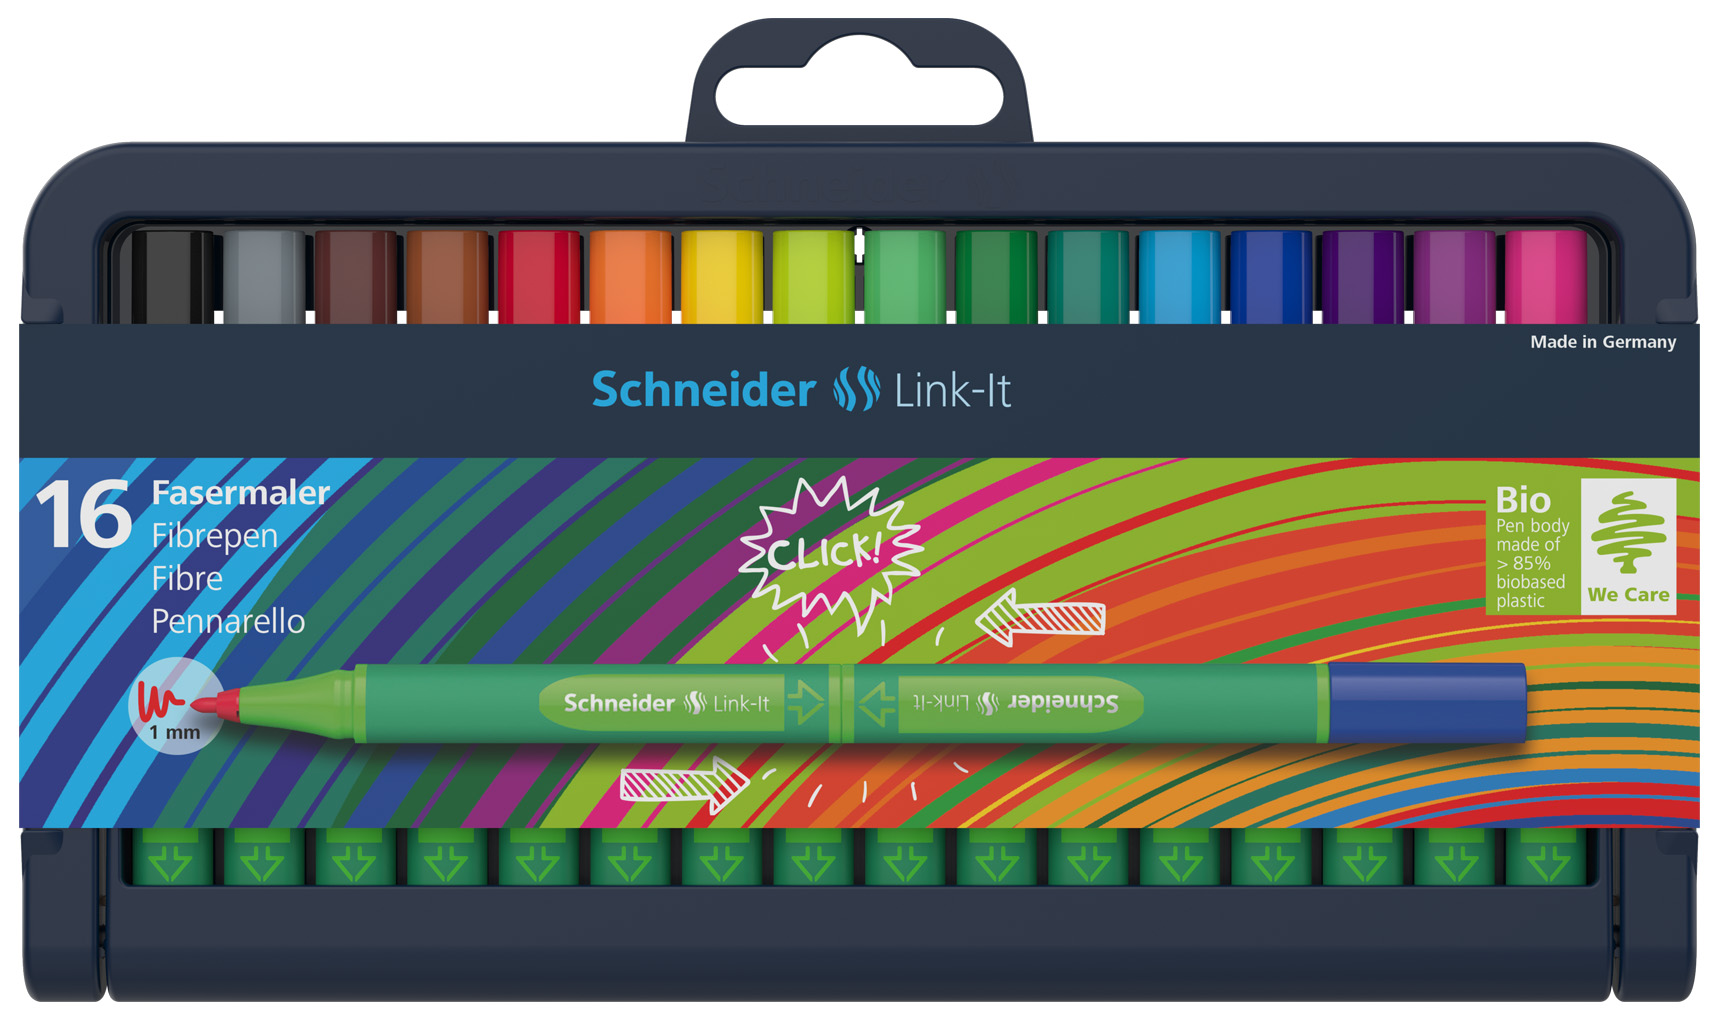 Schneider
Made in Germany
Schneider Link-It
16
Fasermaler
Fibrepen
Fibre
Pennarello
CLICK!
Bio
Pen body
made of
> 85%
biobased
plastic
We Care
1 mm
Schneider Link-It
Schneider Link-It